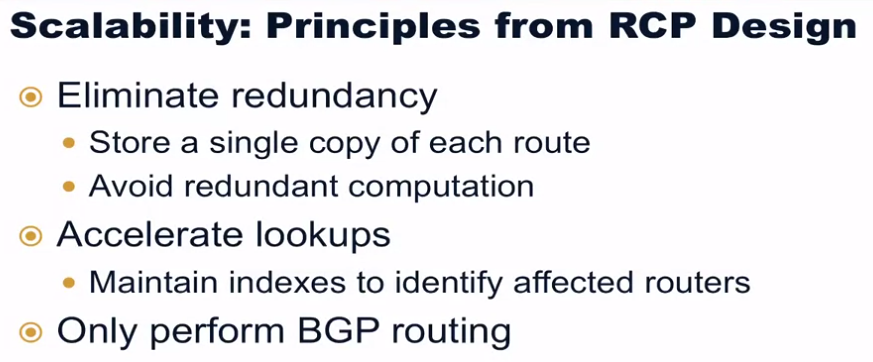 Scalability: Principles from RCP Design
Eliminate redundancy
Store a single copy of each route
Avoid redundant computation
Accelerate lookups
Maintain indexes to identify affected routers
Only perform BGP routing